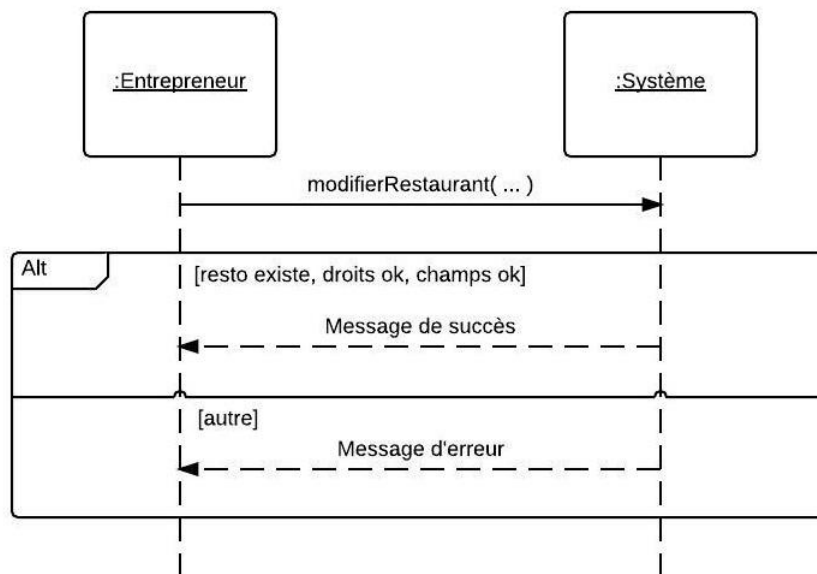 :Entrepreneur
:Système
modifierRestaurant( ... )
Alt
[resto existe, droits ok, champs ok]
Message de succès
[autre]
Message d'erreur